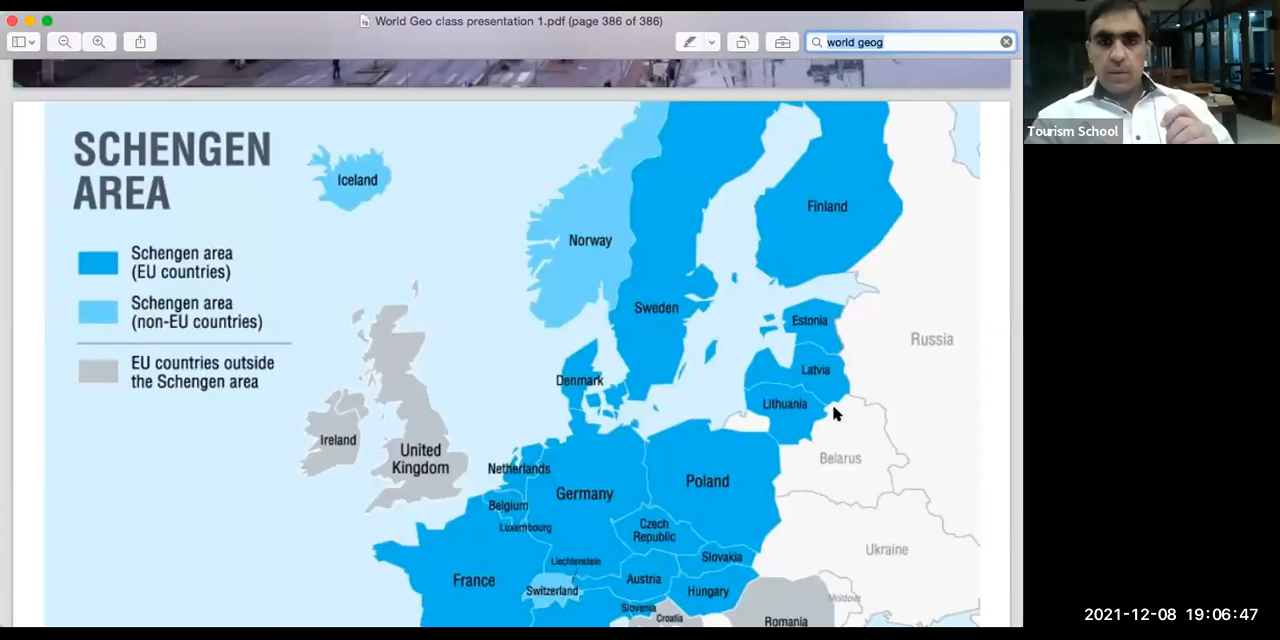 World Geo class presentation 1.pdf (page 386 of 386)
world geog
Tourism School
SCHENGEN
AREA
Schengen area
(EU countries)
Schengen area
(non-EU countries)
EU countries outside
the Schengen area
Iceland
Norway
Finland
Sweden
Estonia
Russia
Latvia
Denmark
Lithuania
Ireland
United
Kingdom
Belarus
Netherlands
Germany
Poland
Belgium
Luxembourg
Czech
Republic
Ukraine
Slovakia
Liechtenstein
France
Switzerland
Austria
Hungary
Moldova
Slovenia
Croatia
Romania
2021-12-08 19:06:47